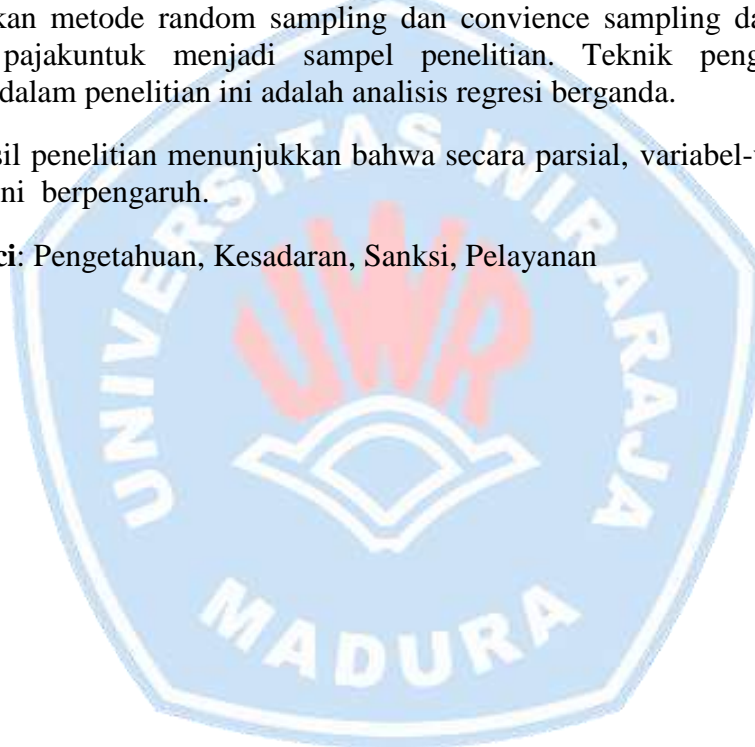 kan metode random sampling dan convience sampling da
pajakuntuk menjadi sampel penelitian. Teknik peng
dalam penelitian ini adalah analisis regresi berganda.
sil penelitian menunjukkan bahwa secara parsial, variabel-
ni berpengaruh.
ci: Pengetahuan, Kesadaran, Sanksi, Pelayanan
UNIVERSITAS WIRARAJA
UWR
MADURA